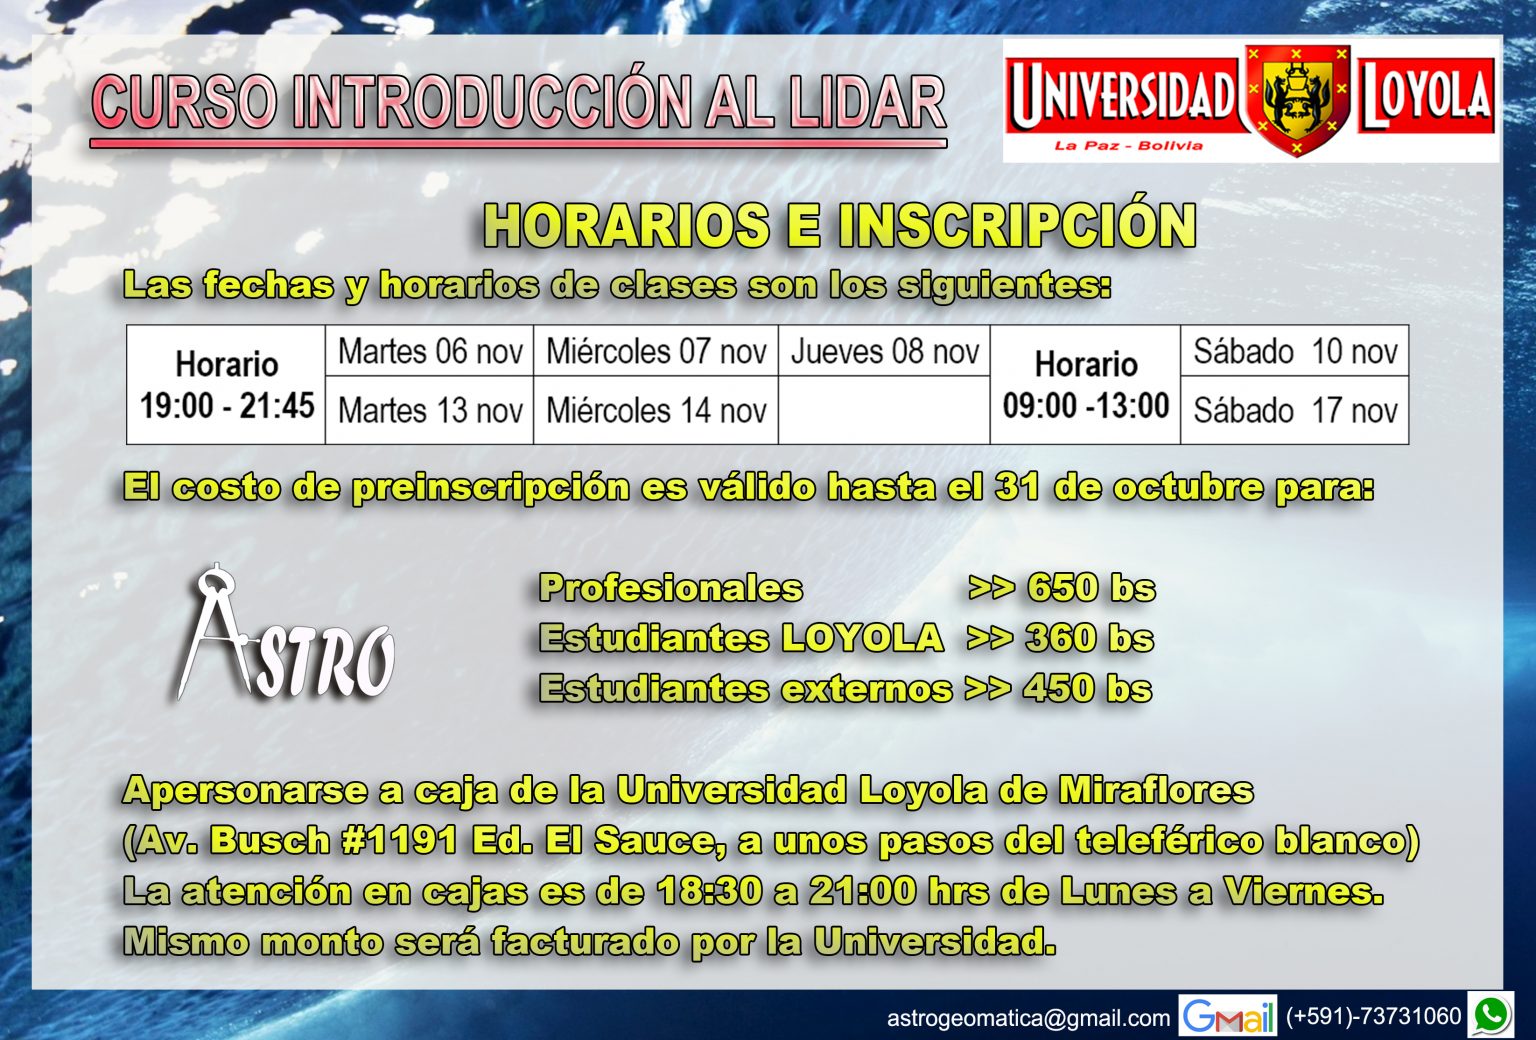 CURSO INTRODUCCIÓN AL LIDAR
UNIVERSIDAD LOYOLA
La Paz - Bolivia
HORARIOS E INSCRIPCIÓN
Las fechas y horarios de clases son los siguientes:
Horario 19:00 - 21:45
Martes 06 nov Miércoles 07 nov Jueves 08 nov
Martes 13 nov Miércoles 14 nov
Horario 09:00 -13:00
Sábado 10 nov
Sábado 17 nov
El costo de preinscripción es válido hasta el 31 de octubre para:
ASTRO
Profesionales >> 650 bs
Estudiantes LOYOLA >> 360 bs
Estudiantes externos >> 450 bs
Apersonarse a caja de la Universidad Loyola de Miraflores
(Av. Busch #1191 Ed. El Sauce, a unos pasos del teleférico blanco)
La atención en cajas es de 18:30 a 21:00 hrs de Lunes a Viernes.
Mismo monto será facturado por la Universidad.
astrogeomatica@gmail.com Gmail (+591)-73731060